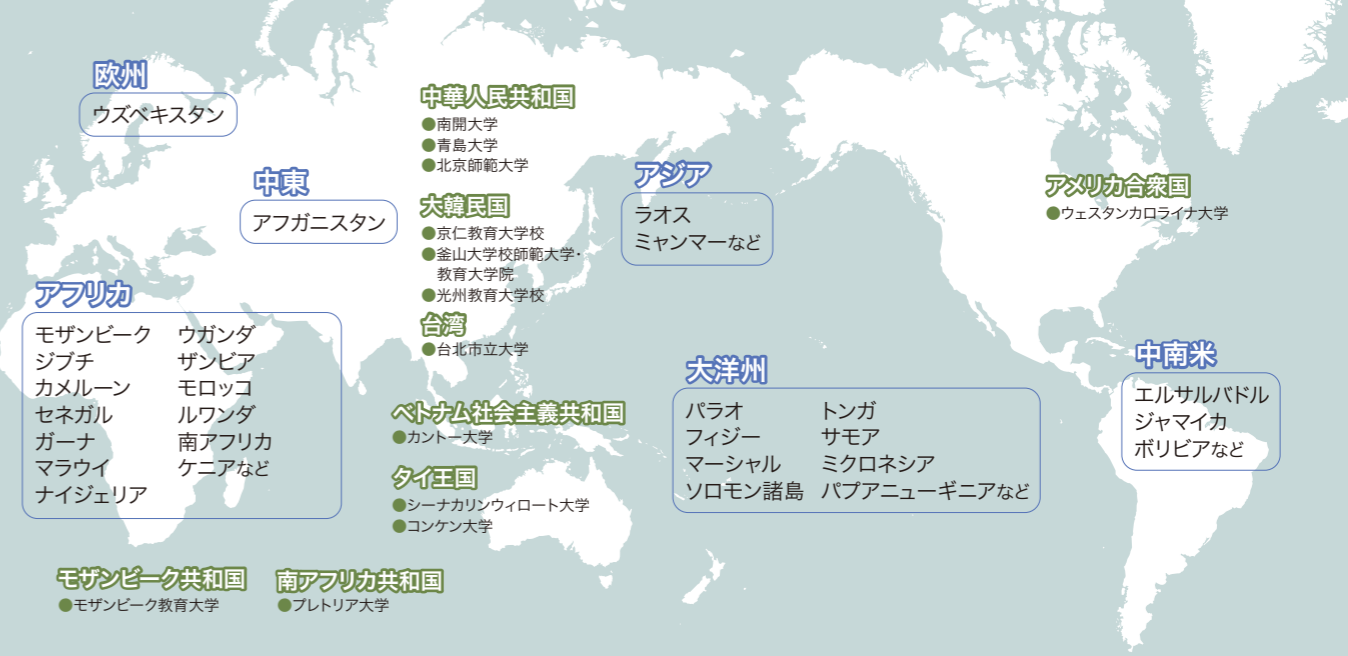 欧州
ウズベキスタン
中東
アフガニスタン
アフリカ
モザンビーク ウガンダ
ジブチ ザンビア
カメルーン モロッコ
セネガル ルワンダ
ガーナ 南アフリカ
マラウイ ケニアなど
ナイジェリア
中華人民共和国
●南開大学
●青島大学
●北京師範大学
大韓民国
●京仁教育大学校
●釜山大学校師範大学・
教育大学院
●光州教育大学校
台湾
●台北市立大学
ベトナム社会主義共和国
●カントー大学
タイ王国
●シーナカリンウィロート大学
●コンケン大学
モザンビーク共和国
●モザンビーク教育大学
南アフリカ共和国
●プレトリア大学
アジア
ラオス
ミャンマーなど
大洋州
パラオ トンガ
フィジー サモア
マーシャル ミクロネシア
ソロモン諸島 パプアニューギニアなど
アメリカ合衆国
●ウェスタンカロライナ大学
中南米
エルサルバドル
ジャマイカ
ボリビアなど